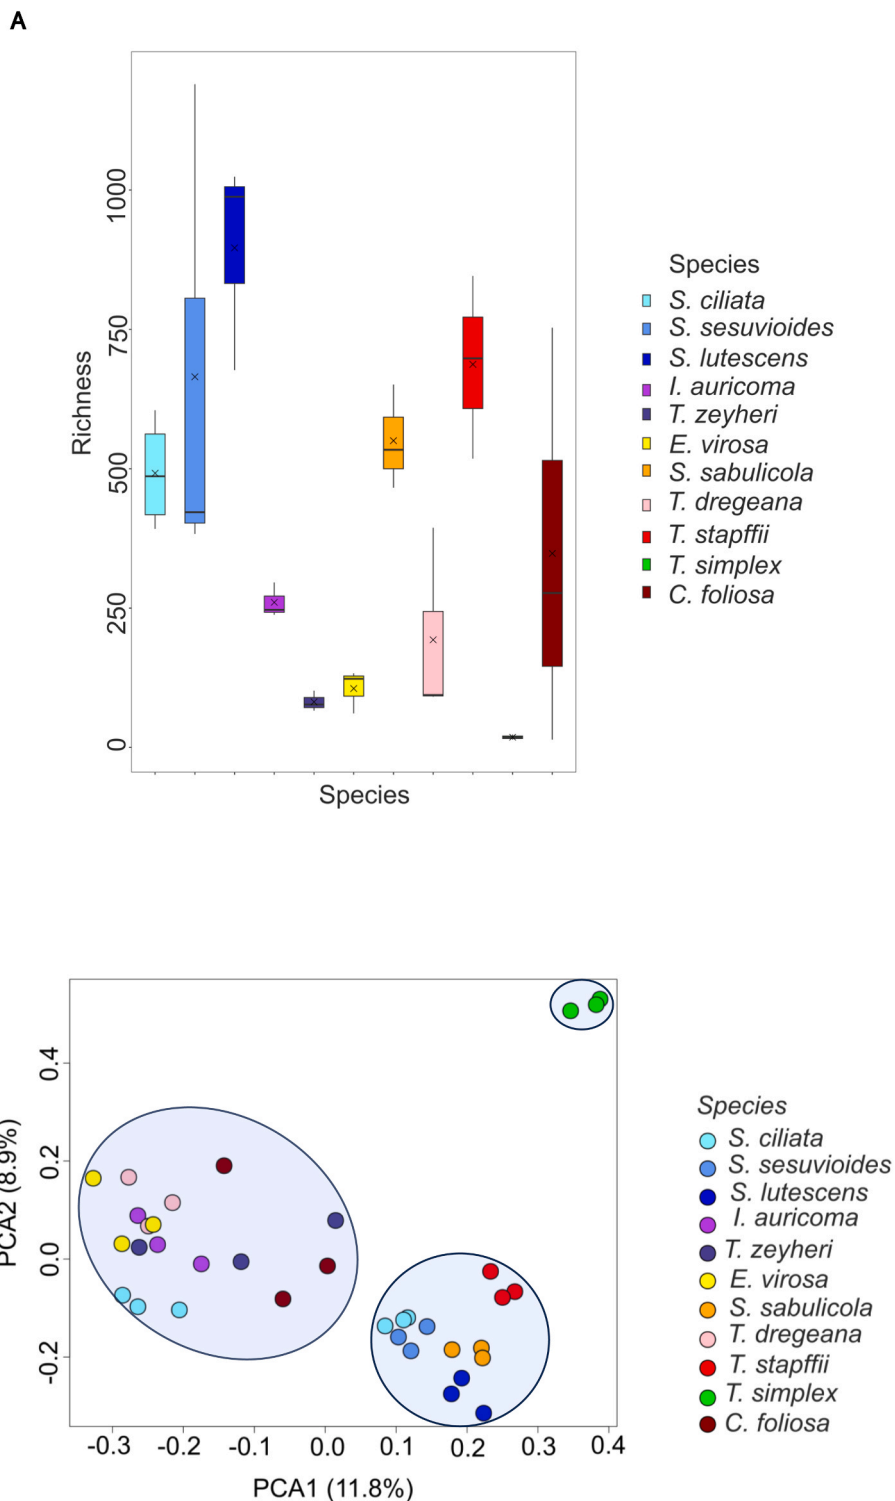 A
1000
750
500
250
0
Richness
Species
Species
S. ciliata
S. sesuvioides
S. lutescens
I. auricoma
T. zeyheri
E. virosa
S. sabulicola
T. dregeana
T. stapffii
T. simplex
C. foliosa
0.4
0.2
0.0
-0.2
PCA2 (8.9%)
-0.3 -0.2 -0.1 0.0 0.1 0.2 0.3 0.4
PCA1 (11.8%)
Species
S. ciliata
S. sesuvioides
S. lutescens
I. auricoma
T. zeyheri
E. virosa
S. sabulicola
T. dregeana
T. stapffii
T. simplex
C. foliosa